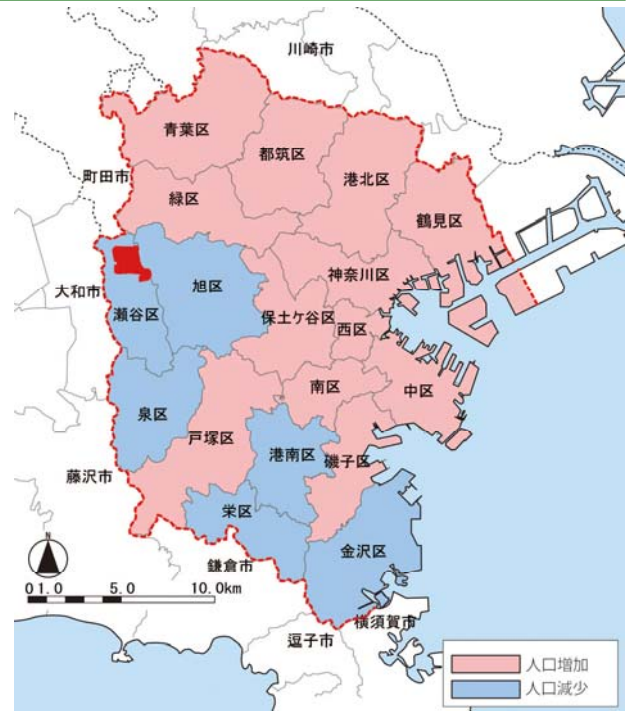 川崎市
青葉区
都筑区
港北区
町田市
緑区
鶴見区
神奈川区
旭区
大和市
瀬谷区
保土ケ谷区
西区
南区
中区
泉区
戸塚区
港南区
磯子区
藤沢市
栄区
金沢区
鎌倉市
N
0 1.0 5.0 10.0km
横須賀市
逗子市
人口増加
人口減少